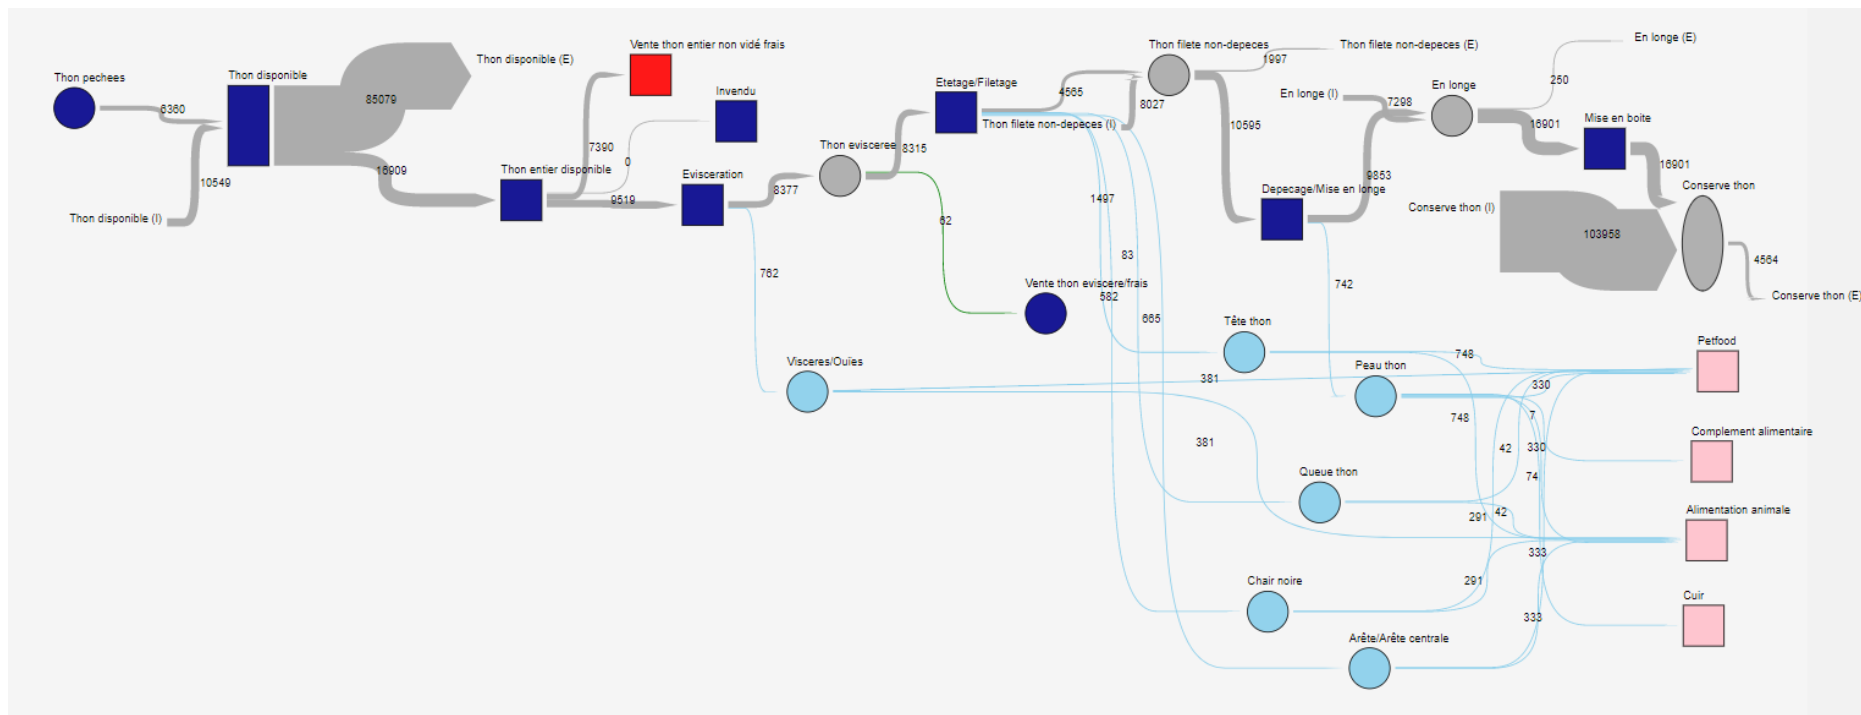 Thon pechees
6360
Thon disponible
10549
Thon disponible (I)
85079
Thon disponible (E)
16909
Vente thon entier non vidé frais
Invendu
7390
0
Thon entier disponible
9519
Evisceration
8377
762
Thon evisceree
8315
62
Vente thon eviscere/frais
Visceres/Ouïes
Etetage/Filetage
4565
Thon filete non-depeces (I)
8027
Thon filete non-depeces
1997
Thon filete non-depeces (E)
10595
1497
83
582
665
En longe (I)
7298
En longe
250
En longe (E)
Depecage/Mise en longe
9853
742
16901
Mise en boite
16901
Conserve thon
Conserve thon (I)
103958
4564
Conserve thon (E)
Tête thon
748
381
Peau thon
330
748
7
42
330
381
74
Queue thon
291
42
333
Chair noire
291
333
Arête/Arête centrale
Petfood
Complement alimentaire
Alimentation animale
Cuir